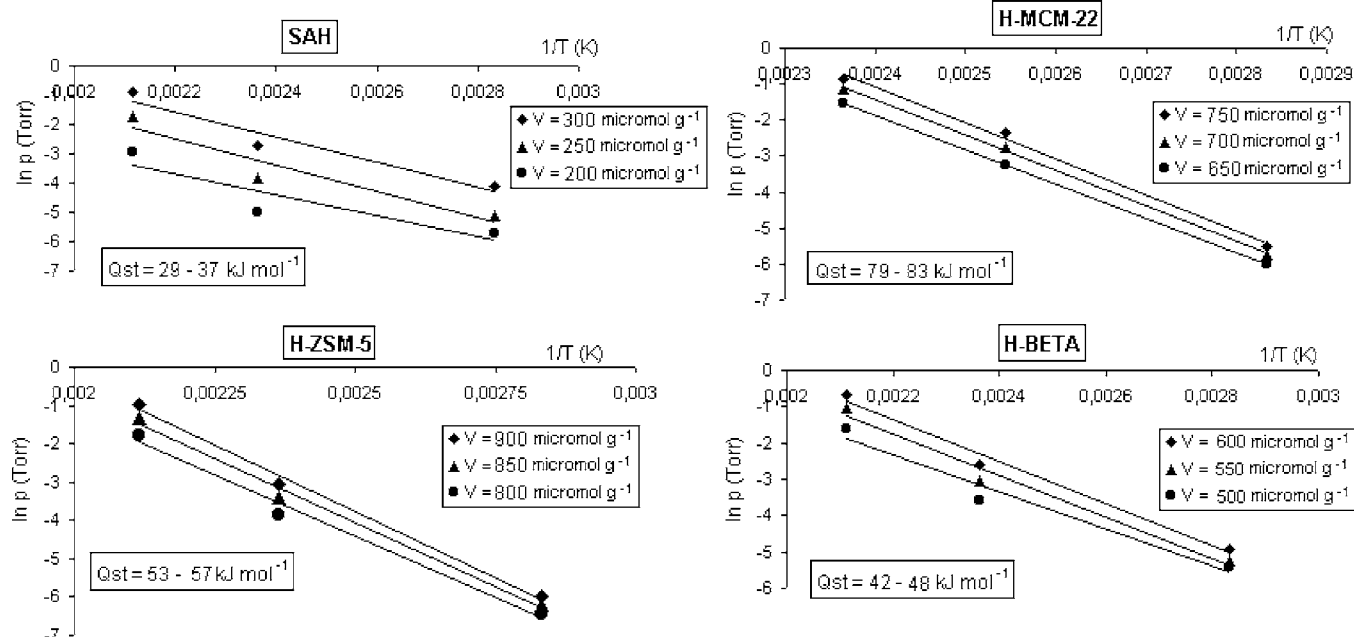 SAH
1/T (K)
0
0,002 0,0022 0,0024 0,0026 0,0028 0,003
-1
-2
-3
-4
-5
-6
-7
ln p (Torr)
V = 300 micromol g-1
V = 250 micromol g-1
V = 200 micromol g-1
Qst = 29 - 37 kJ mol-1
H-MCM-22
1/T (K)
0
0,0023 0,0024 0,0025 0,0026 0,0027 0,0028 0,0029
-1
-2
-3
-4
-5
-6
-7
ln p (Torr)
V = 750 micromol g-1
V = 700 micromol g-1
V = 650 micromol g-1
Qst = 79 - 83 kJ mol-1
H-ZSM-5
1/T (K)
0
0,002 0,00225 0,0025 0,00275 0,003
-1
-2
-3
-4
-5
-6
-7
ln p (Torr)
V = 900 micromol g-1
V = 850 micromol g-1
V = 800 micromol g-1
Qst = 53 - 57 kJ mol-1
H-BETA
1/T (K)
0
0,002 0,0022 0,0024 0,0026 0,0028 0,003
-1
-2
-3
-4
-5
-6
ln p (Torr)
V = 600 micromol g-1
V = 550 micromol g-1
V = 500 micromol g-1
Qst = 42 - 48 kJ mol-1